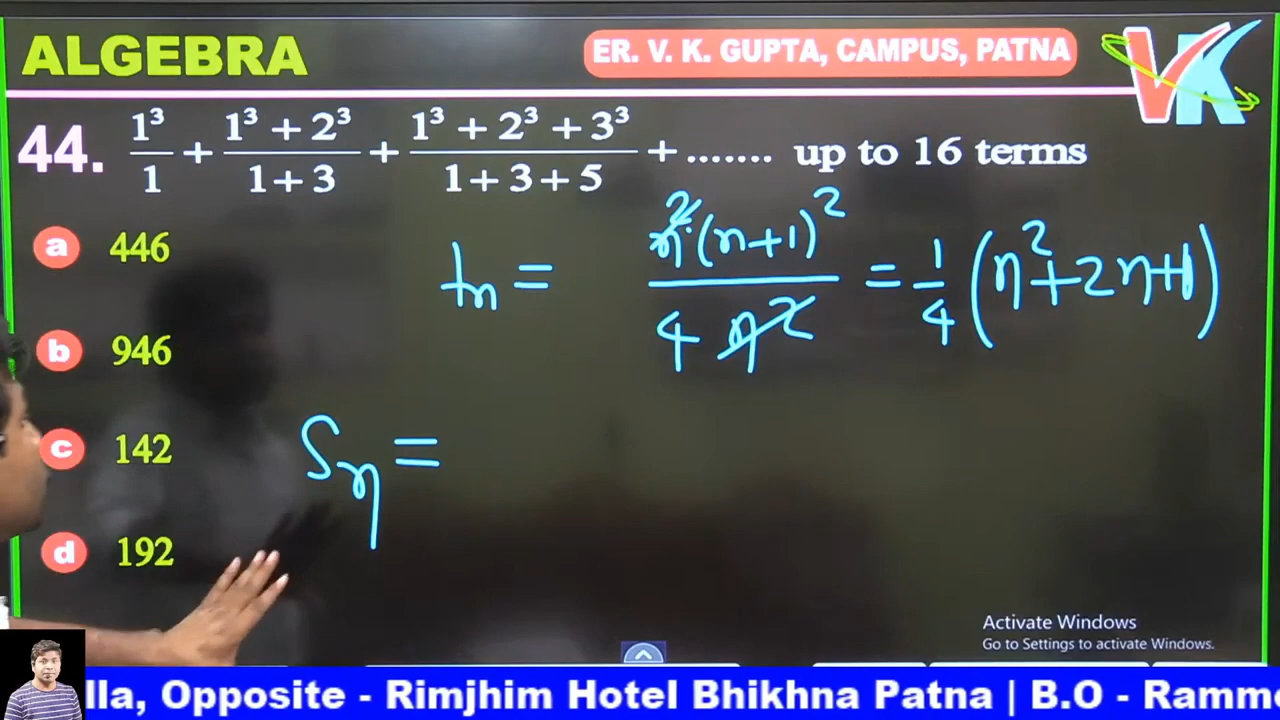 ALGEBRA
ER. V. K. GUPTA, CAMPUS, PATNA
VK
44. 1³/1 + (1³ + 2³)/(1 + 3) + (1³ + 2³ + 3³)/(1 + 3 + 5) + ....... up to 16 terms
a 446
tn = n²·(n+1)²/4n² = 1/4 (n² + 2n + 1)
b 946
c 142
Sn =
d 192
Activate Windows
Go to Settings to activate Windows.
lla, Opposite - Rimjhim Hotel Bhikhna Patna | B.O - Ramm